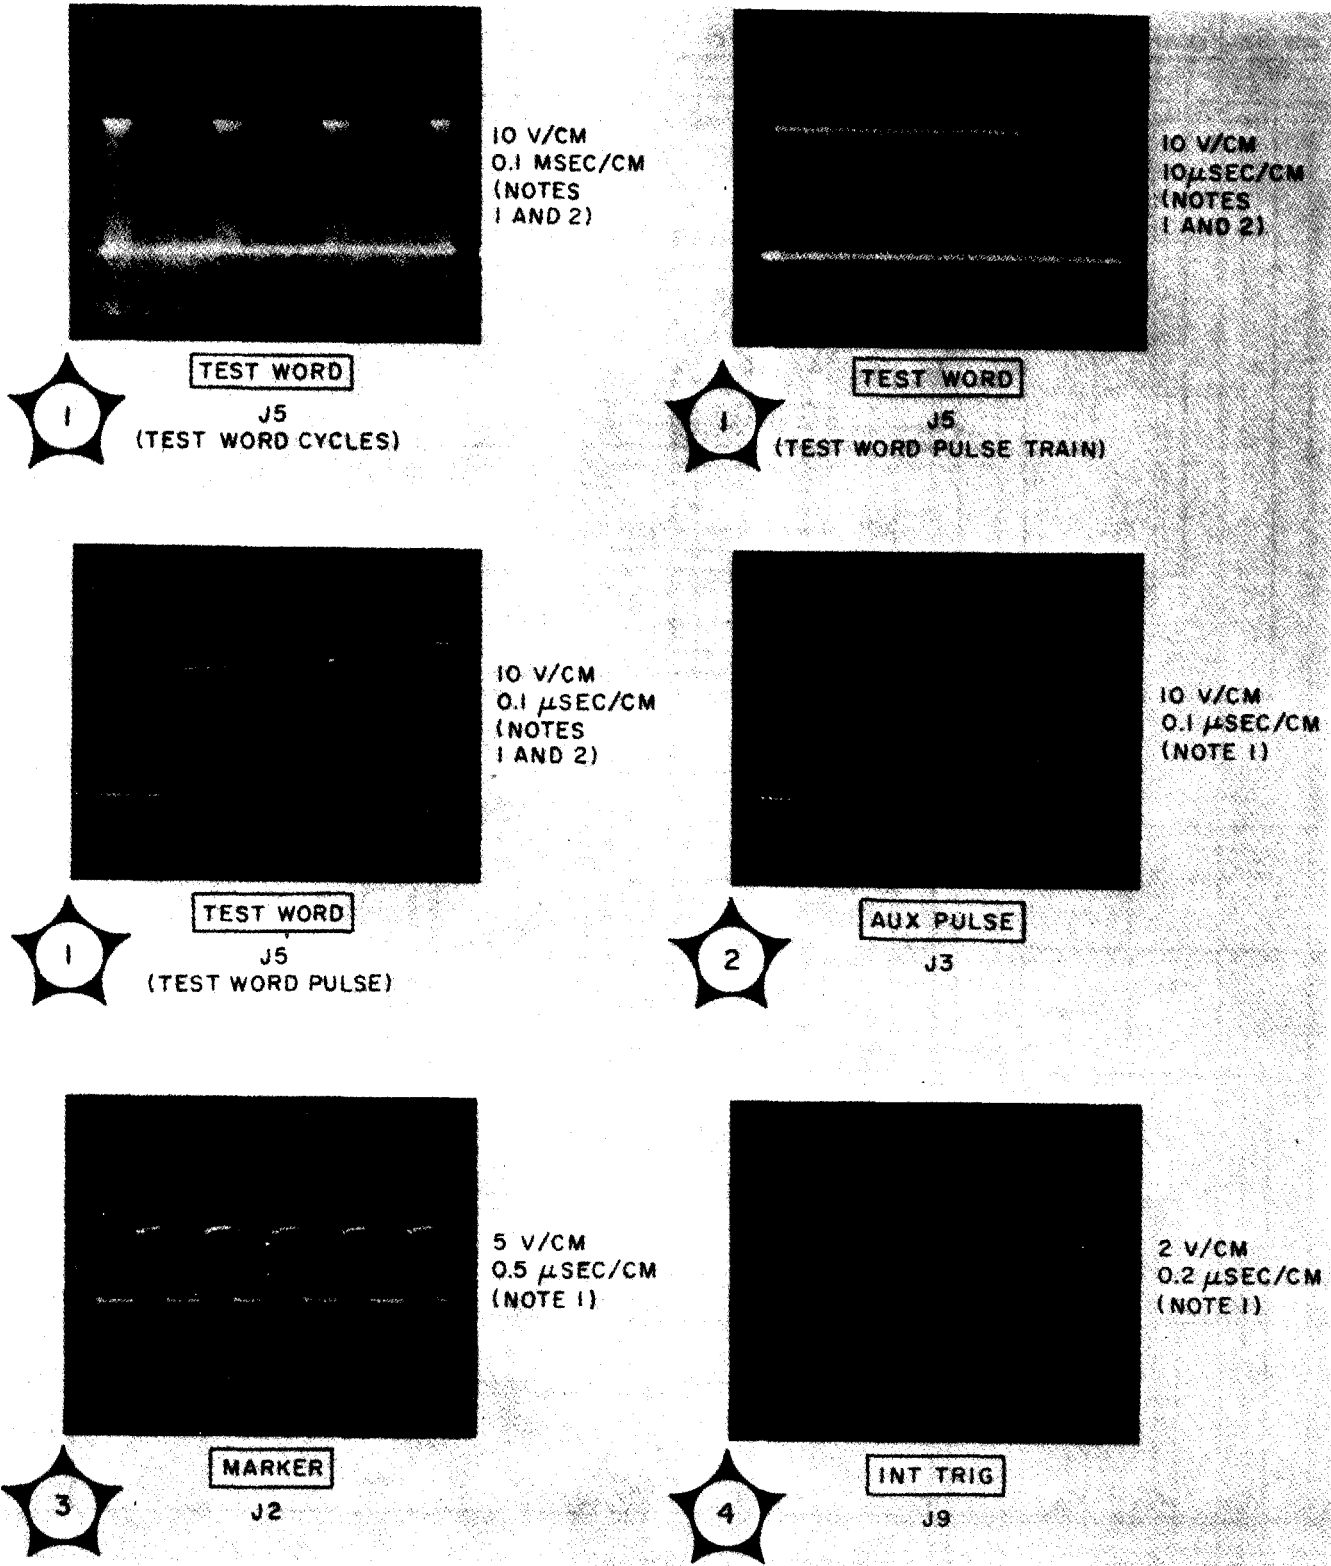 10 V/CM
0.1 MSEC/CM
(NOTES
1 AND 2)
TEST WORD
1
J5
(TEST WORD CYCLES)
10 V/CM
10µSEC/CM
(NOTES
1 AND 2)
TEST WORD
1
J5
(TEST WORD PULSE TRAIN)
10 V/CM
0.1 µSEC/CM
(NOTES
1 AND 2)
TEST WORD
1
J5
(TEST WORD PULSE)
10 V/CM
0.1 µSEC/CM
(NOTE 1)
AUX PULSE
2
J3
5 V/CM
0.5 µSEC/CM
(NOTE 1)
MARKER
3
J2
2 V/CM
0.2 µSEC/CM
(NOTE 1)
INT TRIG
4
J9